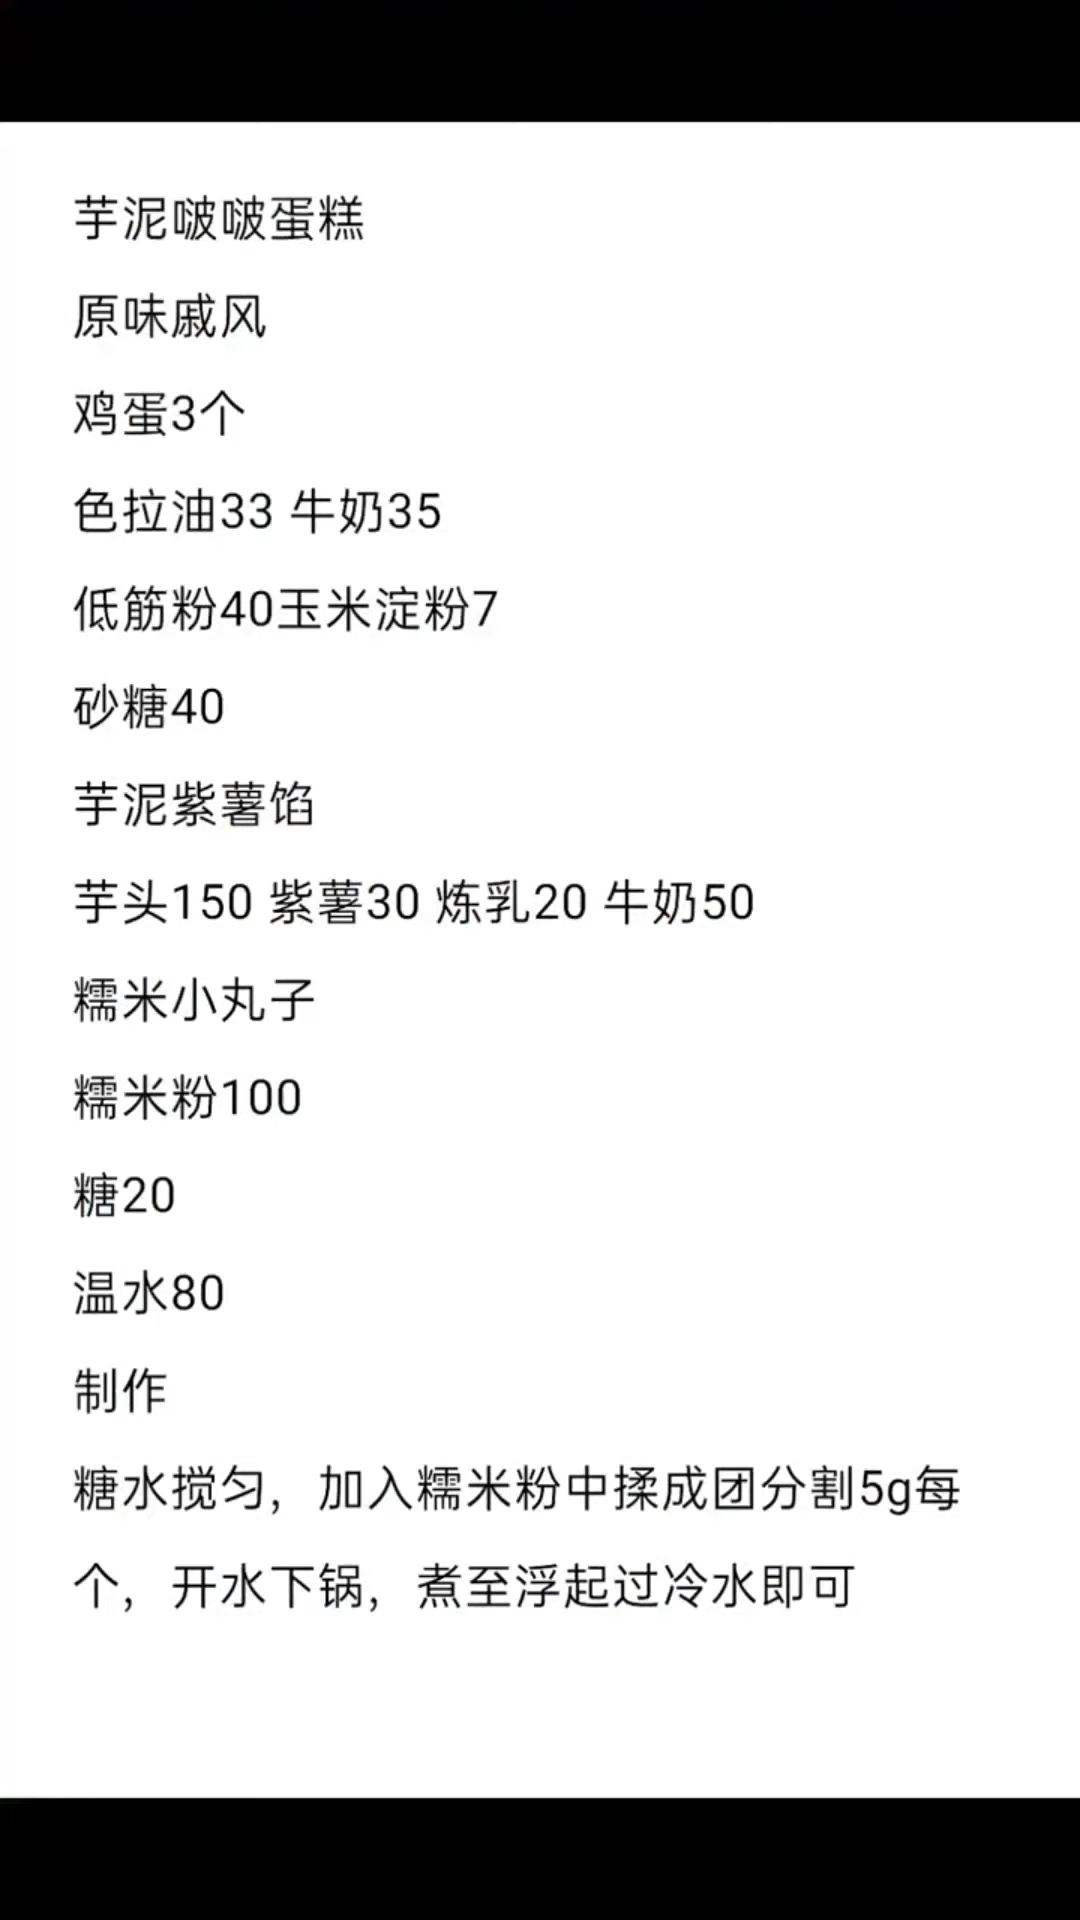 芋泥啵啵蛋糕
原味戚风
鸡蛋3个
色拉油33 牛奶35
低筋粉40玉米淀粉7
砂糖40
芋泥紫薯馅
芋头150 紫薯30 炼乳20 牛奶50
糯米小丸子
糯米粉100
糖20
温水80
制作
糖水搅匀，加入糯米粉中揉成团分割5g每
个，开水下锅，煮至浮起过冷水即可